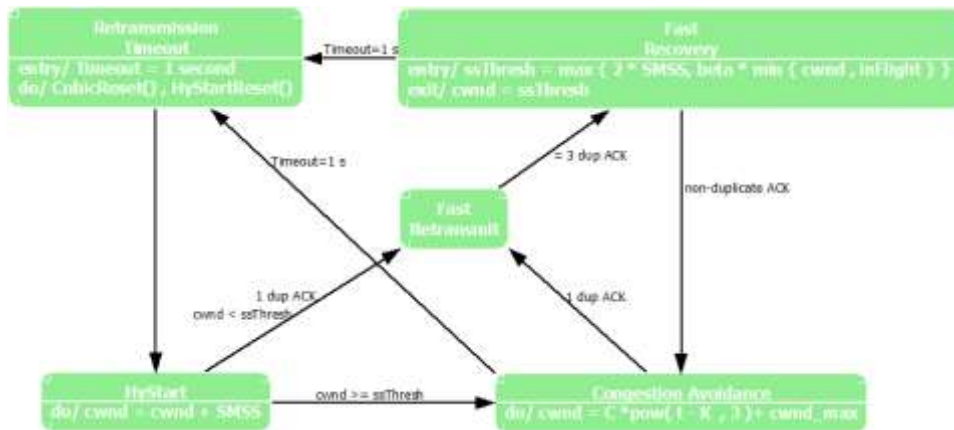 Retransmission
Timeout
entry/ Timeout = 1 second
do/ CubicReset() , HyStartReset()
Timeout=1 s
Fast
Recovery
entry/ ssThresh = max { 2 * SMSS, beta * min { cwnd , inFlight } }
exit/ cwnd = ssThresh
= 3 dup ACK
Timeout=1 s
non-duplicate ACK
Fast
Retransmit
1 dup ACK
cwnd < ssThresh
1 dup ACK
HyStart
do/ cwnd = cwnd + SMSS
cwnd >= ssThresh
Congestion Avoidance
do/ cwnd = C *pow( t - K , 3 )+ cwnd_max